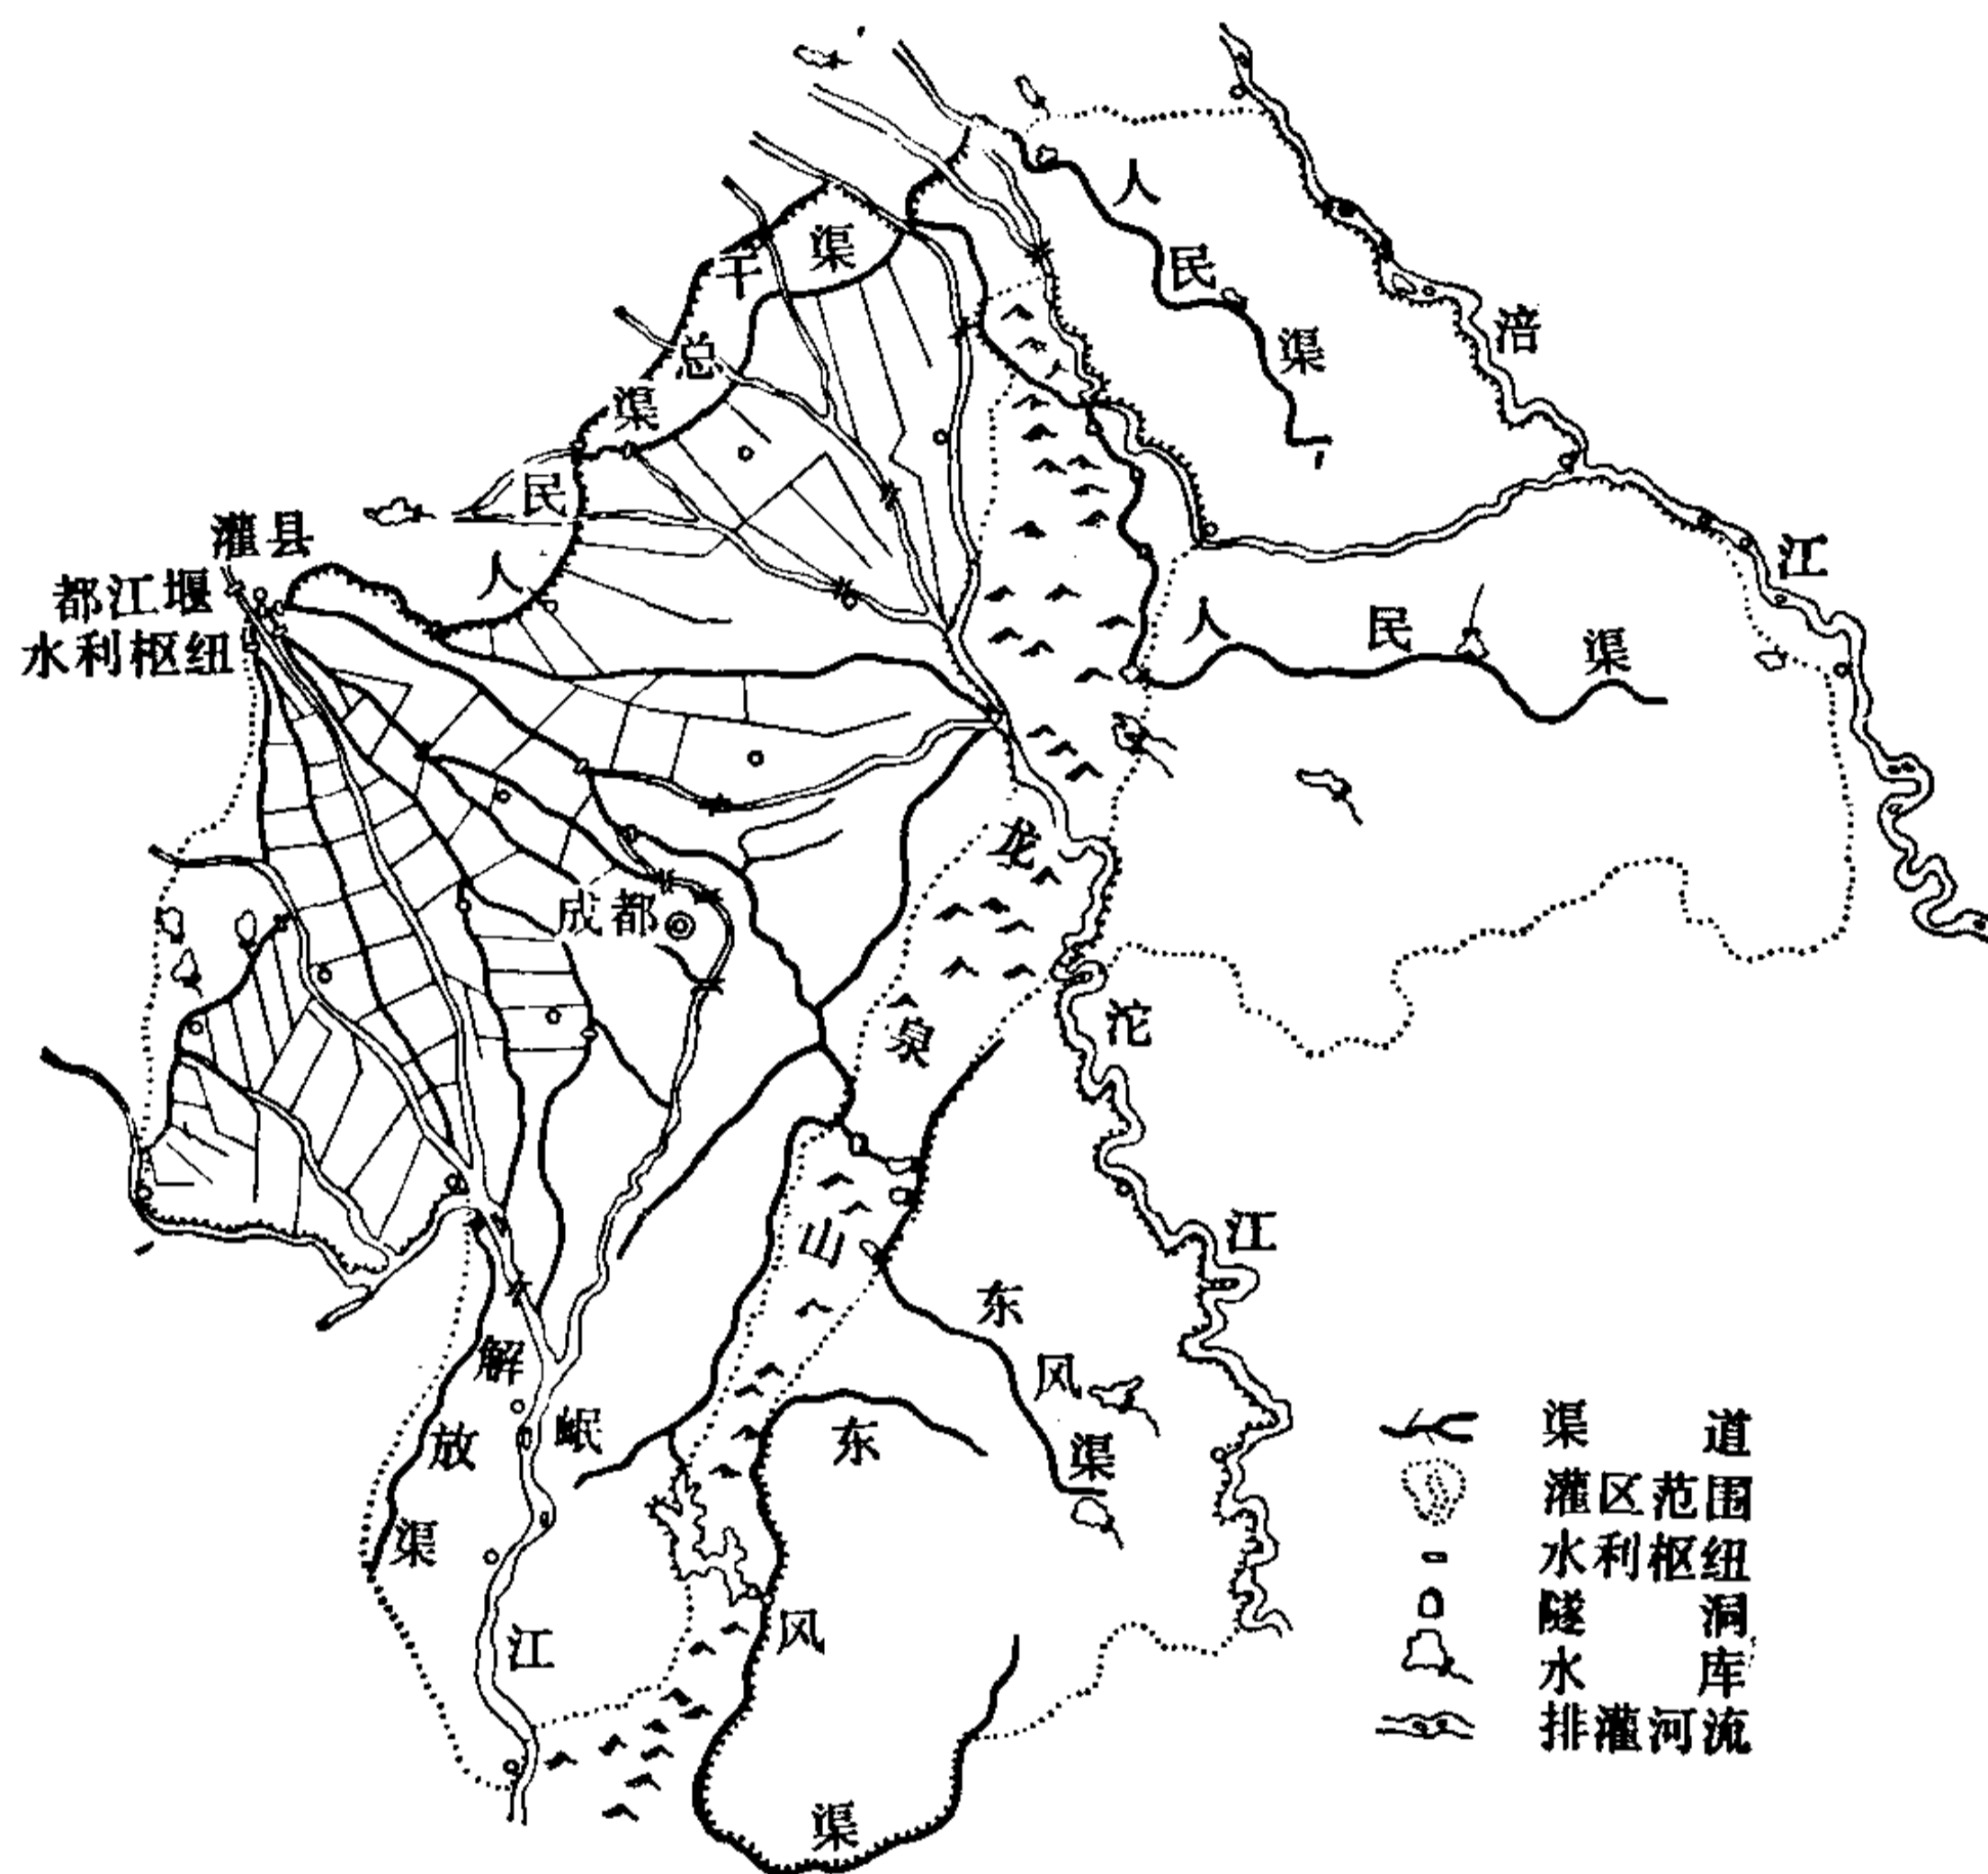 灌县
都江堰
水利枢纽
人民渠总干渠
人民渠
人民渠
涪江
成都
龙泉山
沱江
东风渠
东风渠
解放渠
岷江
渠道
灌区范围
水利枢纽
隧洞
水库
排灌河流